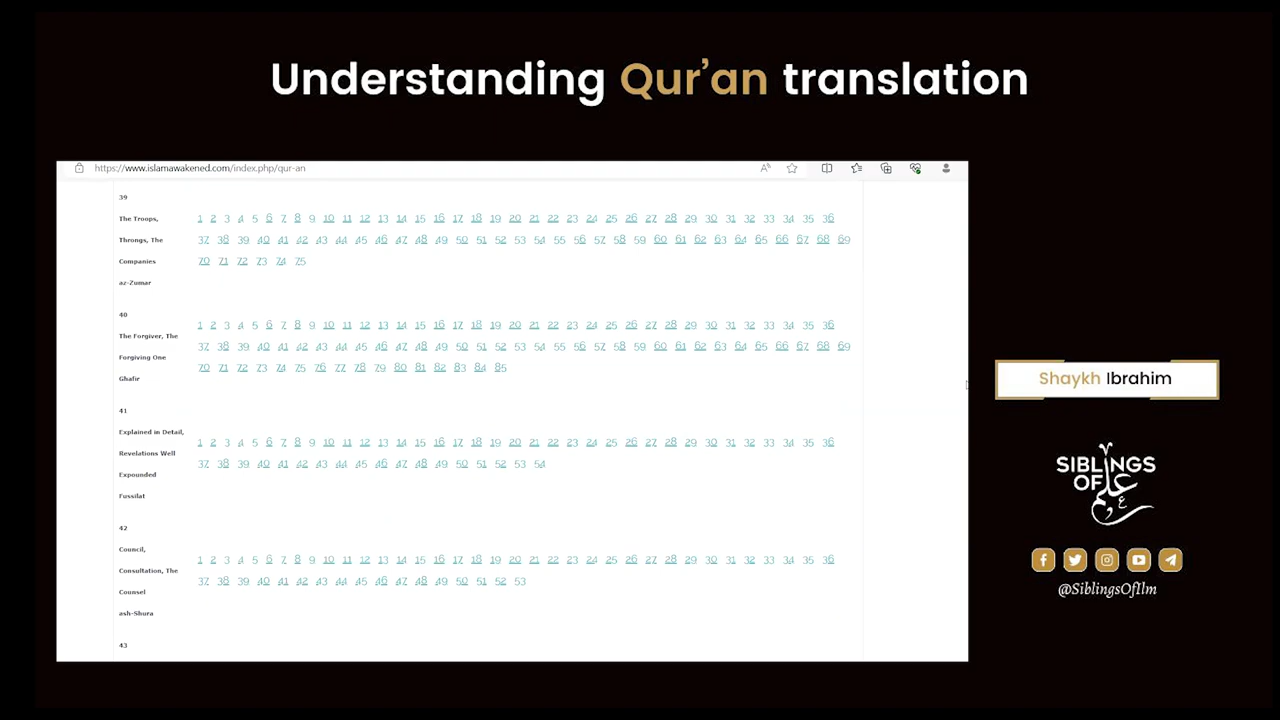 Understanding Qur’an translation
https://www.islamawakened.com/index.php/qur-an
39
The Troops,
Throngs, The
Companies
az-Zumar
1 2 3 4 5 6 7 8 9 10 11 12 13 14 15 16 17 18 19 20 21 22 23 24 25 26 27 28 29 30 31 32 33 34 35 36
37 38 39 40 41 42 43 44 45 46 47 48 49 50 51 52 53 54 55 56 57 58 59 60 61 62 63 64 65 66 67 68 69
70 71 72 73 74 75
40
The Forgiver, The
Forgiving One
Ghafir
1 2 3 4 5 6 7 8 9 10 11 12 13 14 15 16 17 18 19 20 21 22 23 24 25 26 27 28 29 30 31 32 33 34 35 36
37 38 39 40 41 42 43 44 45 46 47 48 49 50 51 52 53 54 55 56 57 58 59 60 61 62 63 64 65 66 67 68 69
70 71 72 73 74 75 76 77 78 79 80 81 82 83 84 85
41
Explained in Detail,
Revelations Well
Expounded
Fussilat
1 2 3 4 5 6 7 8 9 10 11 12 13 14 15 16 17 18 19 20 21 22 23 24 25 26 27 28 29 30 31 32 33 34 35 36
37 38 39 40 41 42 43 44 45 46 47 48 49 50 51 52 53 54
42
Council,
Consultation, The
Counsel
ash-Shura
1 2 3 4 5 6 7 8 9 10 11 12 13 14 15 16 17 18 19 20 21 22 23 24 25 26 27 28 29 30 31 32 33 34 35 36
37 38 39 40 41 42 43 44 45 46 47 48 49 50 51 52 53
43
Shaykh Ibrahim
SIBLINGS
OF علم
@SiblingsOfIlm